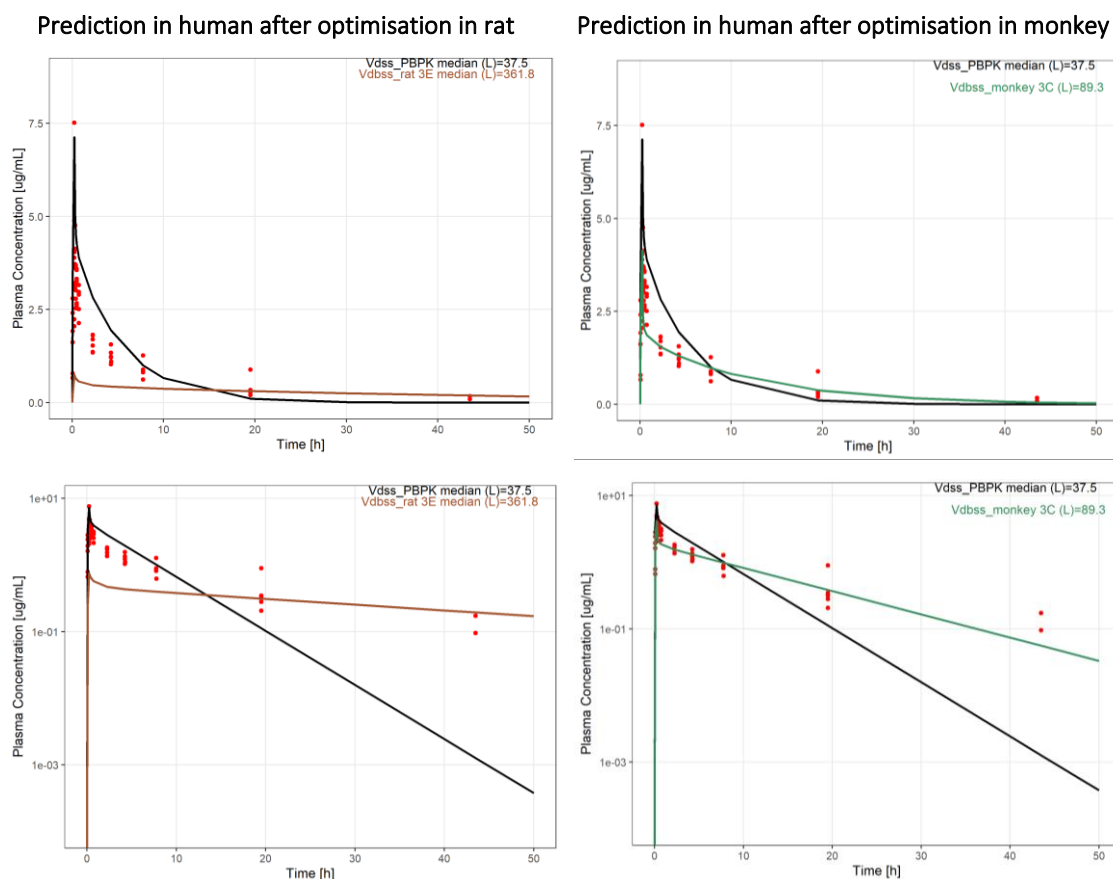 Prediction in human after optimisation in rat
Prediction in human after optimisation in monkey
Vdss_PBPK median (L)=37.5
Vdbss_rat 3E median (L)=361.8
7.5
5.0
2.5
0.0
Plasma Concentration [ug/mL]
0
10
20
30
40
50
Time [h]
Vdss_PBPK median (L)=37.5
Vdbss_monkey 3C (L)=89.3
7.5
5.0
2.5
0.0
Plasma Concentration [ug/mL]
0
10
20
30
40
50
Time [h]
Vdss_PBPK median (L)=37.5
Vdbss_rat 3E median (L)=361.8
1e+01
1e-01
1e-03
Plasma Concentration [ug/mL]
0
10
20
30
40
50
Time [h]
Vdss_PBPK median (L)=37.5
Vdbss_monkey 3C (L)=89.3
1e+01
1e-01
1e-03
Plasma Concentration [ug/mL]
0
10
20
30
40
50
Time [h]